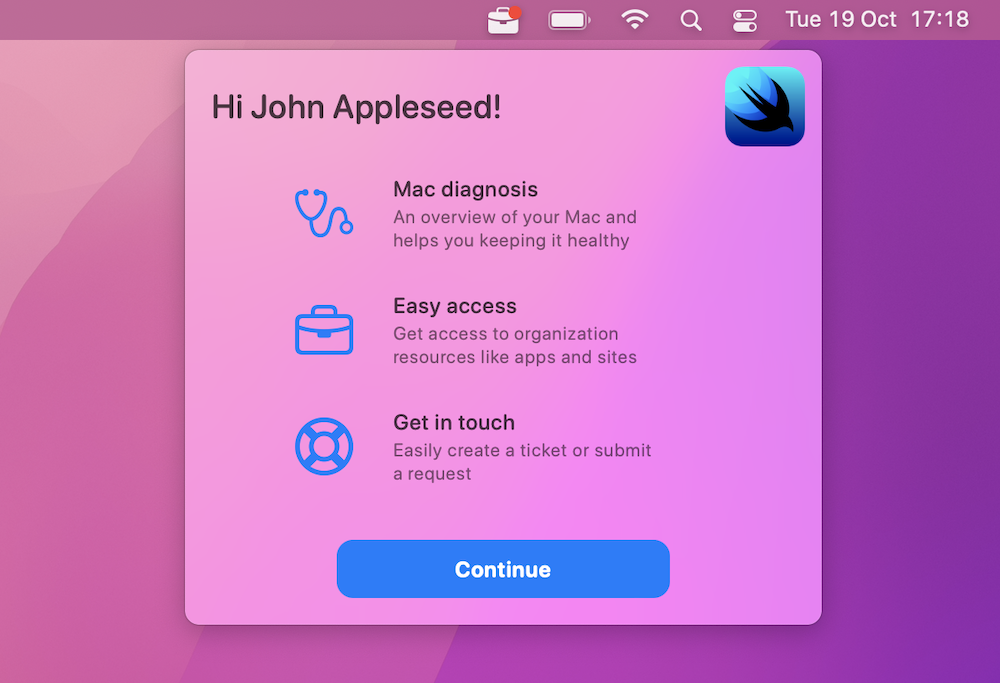 Tue 19 Oct 17:18
Hi John Appleseed!
Mac diagnosis
An overview of your Mac and
helps you keeping it healthy
Easy access
Get access to organization
resources like apps and sites
Get in touch
Easily create a ticket or submit
a request
Continue